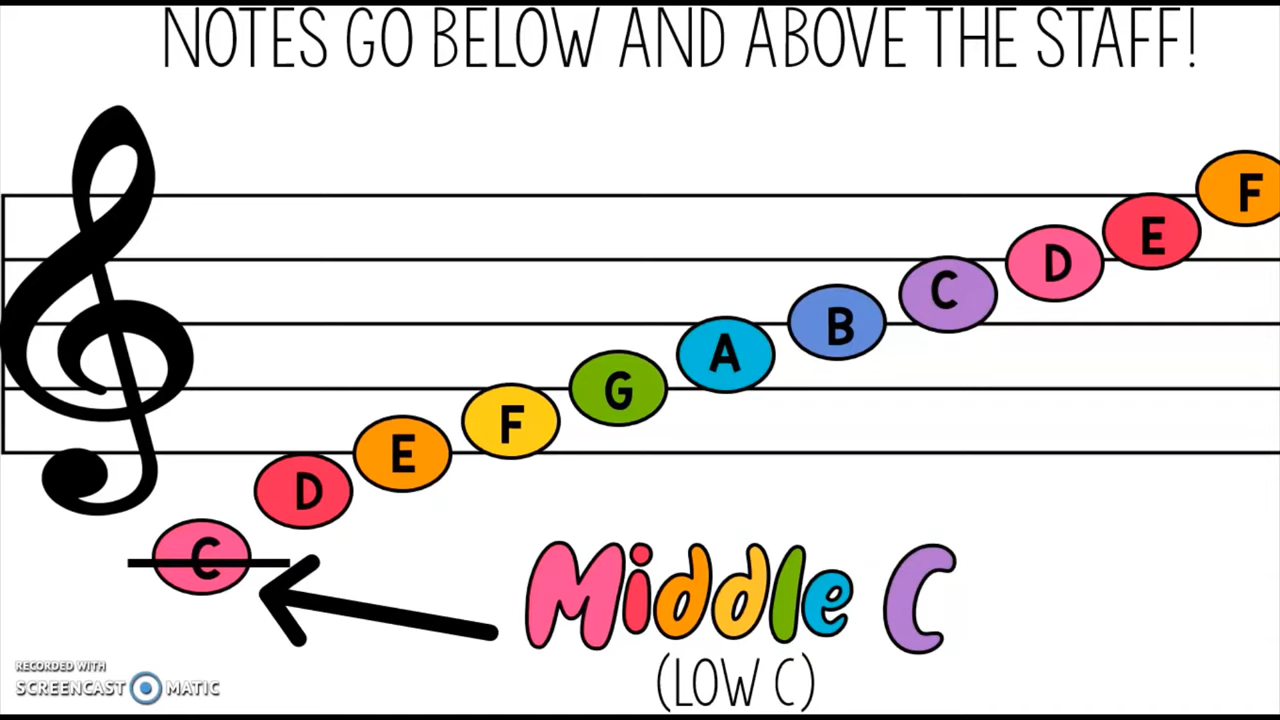 NOTES GO BELOW AND ABOVE THE STAFF!
C D E F G A B C D E F
Middle C
(LOW C)
RECORDED WITH
SCREENCAST MATIC